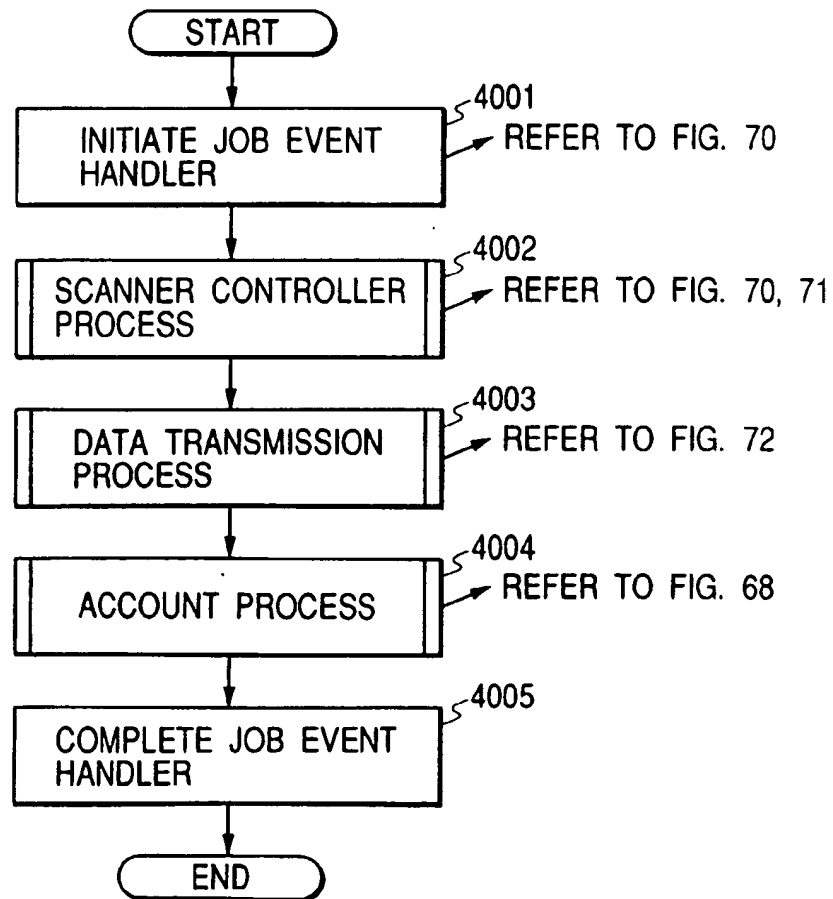 START
4001
INITIATE JOB EVENT
HANDLER
REFER TO FIG. 70
4002
SCANNER CONTROLLER
PROCESS
REFER TO FIG. 70, 71
4003
DATA TRANSMISSION
PROCESS
REFER TO FIG. 72
4004
ACCOUNT PROCESS
REFER TO FIG. 68
4005
COMPLETE JOB EVENT
HANDLER
END